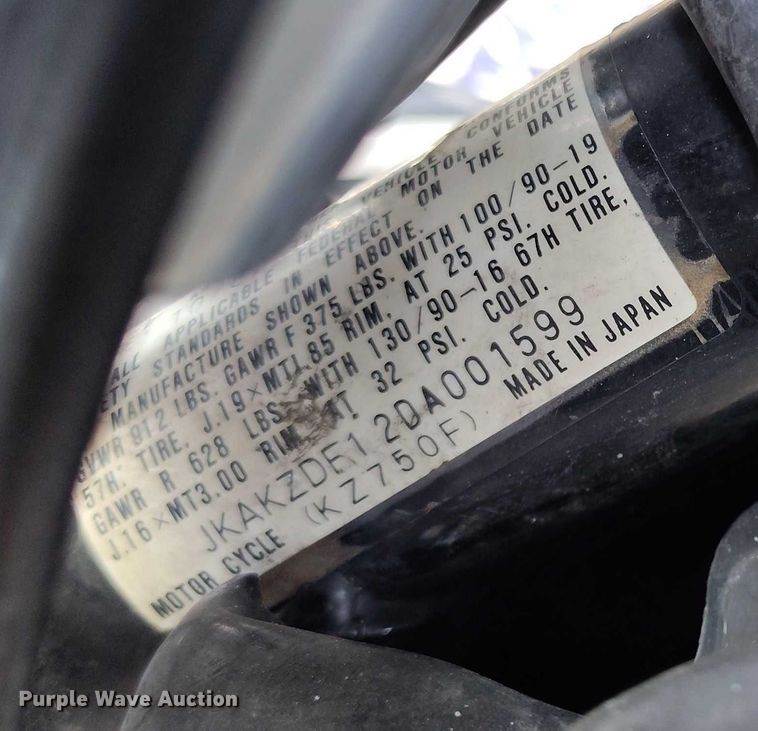 VEHICLE CONFORMS
FEDERAL MOTOR VEHICLE
ALL APPLICABLE IN EFFECT ON THE DATE
STANDARDS SHOWN ABOVE.
MANUFACTURE
GVWR 912 LBS. GAWR F 375 LBS. WITH 100/90-19
57H. TIRE, J.19×MT1.85 RIM, AT 25 PSI. COLD.
GAWR R 628 LBS. WITH 130/90-16 67H TIRE,
J.16×MT3.00 RIM, AT 32 PSI. COLD.
JKAKZDE12DA001599
MOTOR CYCLE (KZ750F) MADE IN JAPAN
Purple Wave Auction